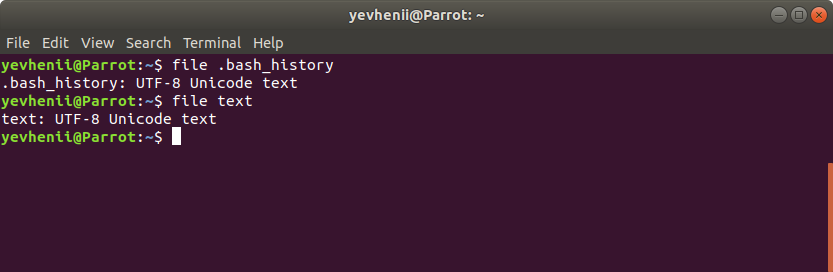 yevhenii@Parrot: ~
File Edit View Search Terminal Help
yevhenii@Parrot:~$ file .bash_history
.bash_history: UTF-8 Unicode text
yevhenii@Parrot:~$ file text
text: UTF-8 Unicode text
yevhenii@Parrot:~$